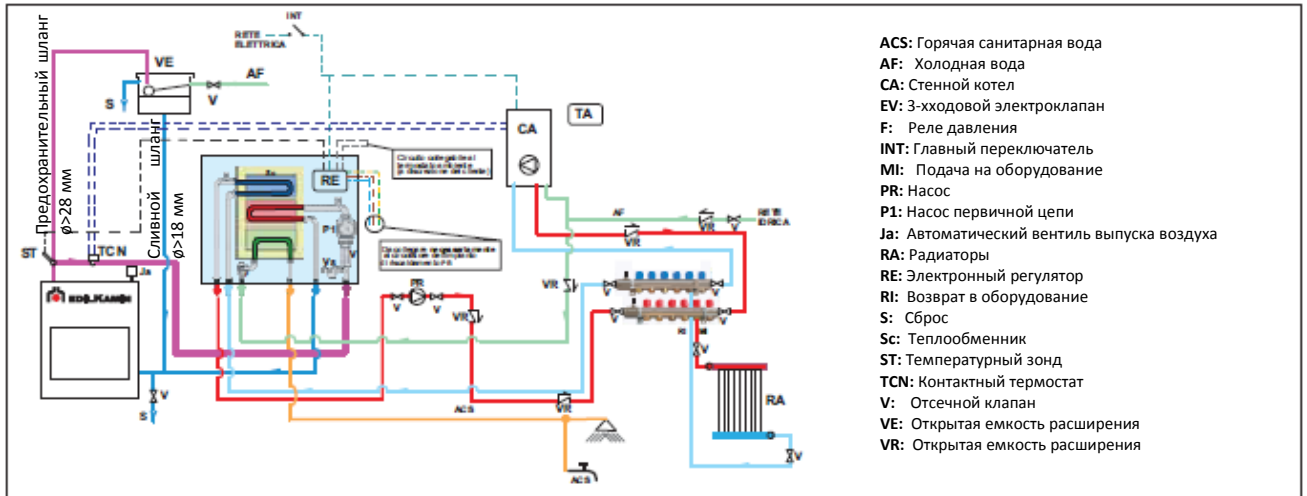 INT
RETE
ELETTRICA
Предохранительный шланг
ø>28 мм
VE
AF
S
V
Сливной шланг
ø>18 мм
CA
TA
RE
P1
ST
TCN
Ja
PR
V
V
VR
AF
VR
V
RETE
IDRICA
VR
VR
V
V
V
V
RI
MI
V
RA
V
V
S
ACS
VR
ACS
ACS: Горячая санитарная вода
AF: Холодная вода
CA: Стенной котел
EV: 3-хходовой электроклапан
F: Реле давления
INT: Главный переключатель
MI: Подача на оборудование
PR: Насос
P1: Насос первичной цепи
Ja: Автоматический вентиль выпуска воздуха
RA: Радиаторы
RE: Электронный регулятор
RI: Возврат в оборудование
S: Сброс
Sc: Теплообменник
ST: Температурный зонд
TCN: Контактный термостат
V: Отсечной клапан
VE: Открытая емкость расширения
VR: Открытая емкость расширения